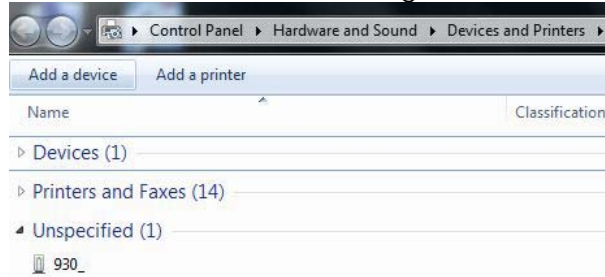 Control Panel ▸ Hardware and Sound ▸ Devices and Printers ▸
Add a device Add a printer
Name Classification
Devices (1)
Printers and Faxes (14)
Unspecified (1)
930_